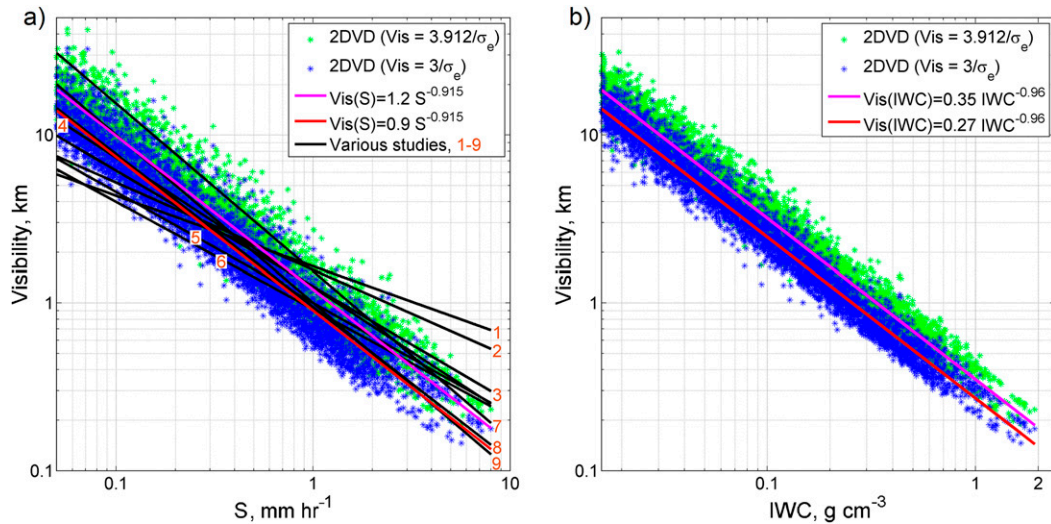 a)
2DVD (Vis = 3.912/σe)
2DVD (Vis = 3/σe)
Vis(S)=1.2 S-0.915
Vis(S)=0.9 S-0.915
Various studies, 1-9
Visibility, km
10
1
0.1
4
5
6
1
2
3
7
8
9
0.1
1
10
S, mm hr-1
b)
2DVD (Vis = 3.912/σe)
2DVD (Vis = 3/σe)
Vis(IWC)=0.35 IWC-0.96
Vis(IWC)=0.27 IWC-0.96
Visibility, km
10
1
0.1
0.1
1
2
IWC, g cm-3